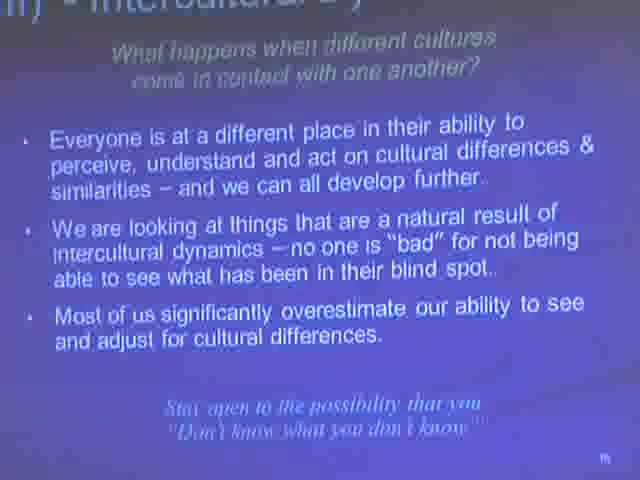 - Intercultural
What happens when different cultures
come in contact with one another?
• Everyone is at a different place in their ability to
perceive, understand and act on cultural differences &
similarities – and we can all develop further.
• We are looking at things that are a natural result of
intercultural dynamics – no one is "bad" for not being
able to see what has been in their blind spot.
• Most of us significantly overestimate our ability to see
and adjust for cultural differences.
Stay open to the possibility that you
"Don't know what you don't know"